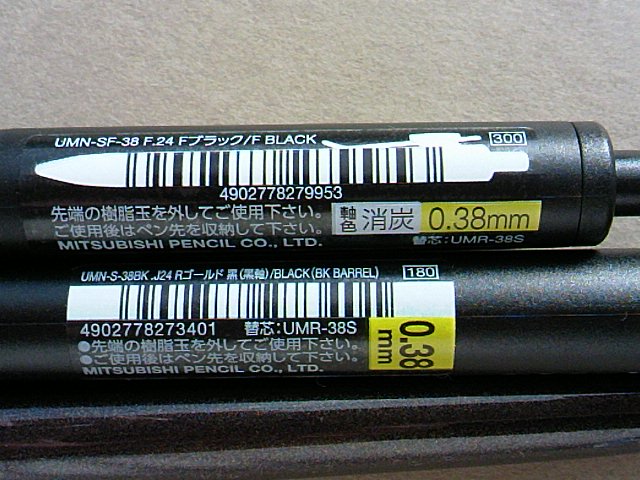 UMN-SF-38 F.24 Fブラック/F BLACK 300
4902778279953
先端の樹脂玉を外してご使用下さい。
ご使用後はペン先を収納して下さい。
MITSUBISHI PENCIL CO., LTD.
軸色 消炭 0.38mm
替芯:UMR-38S
UMN-S-38BK .J24 Rゴールド 黒(黒軸)/BLACK(BK BARREL) 180
4902778273401 替芯:UMR-38S
●先端の樹脂玉を外してご使用下さい。
●ご使用後はペン先を収納して下さい。
MITSUBISHI PENCIL CO., LTD.
0.38mm